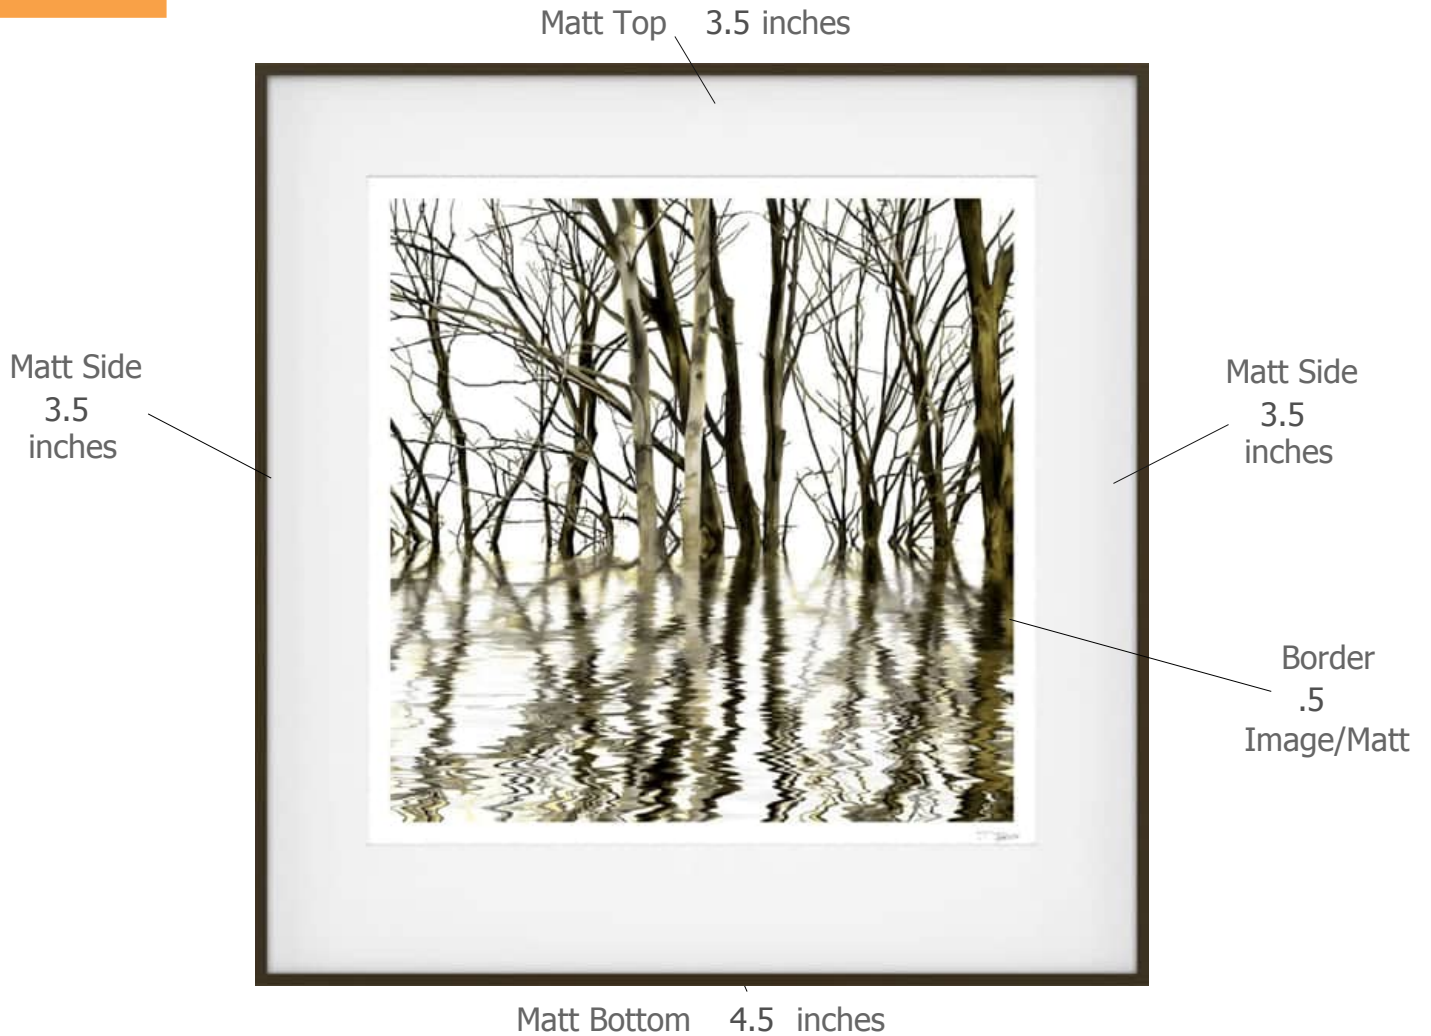 Matt Top 3.5 inches
Matt Side
3.5
inches
Matt Side
3.5
inches
Border
.5
Image/Matt
Matt Bottom 4.5 inches